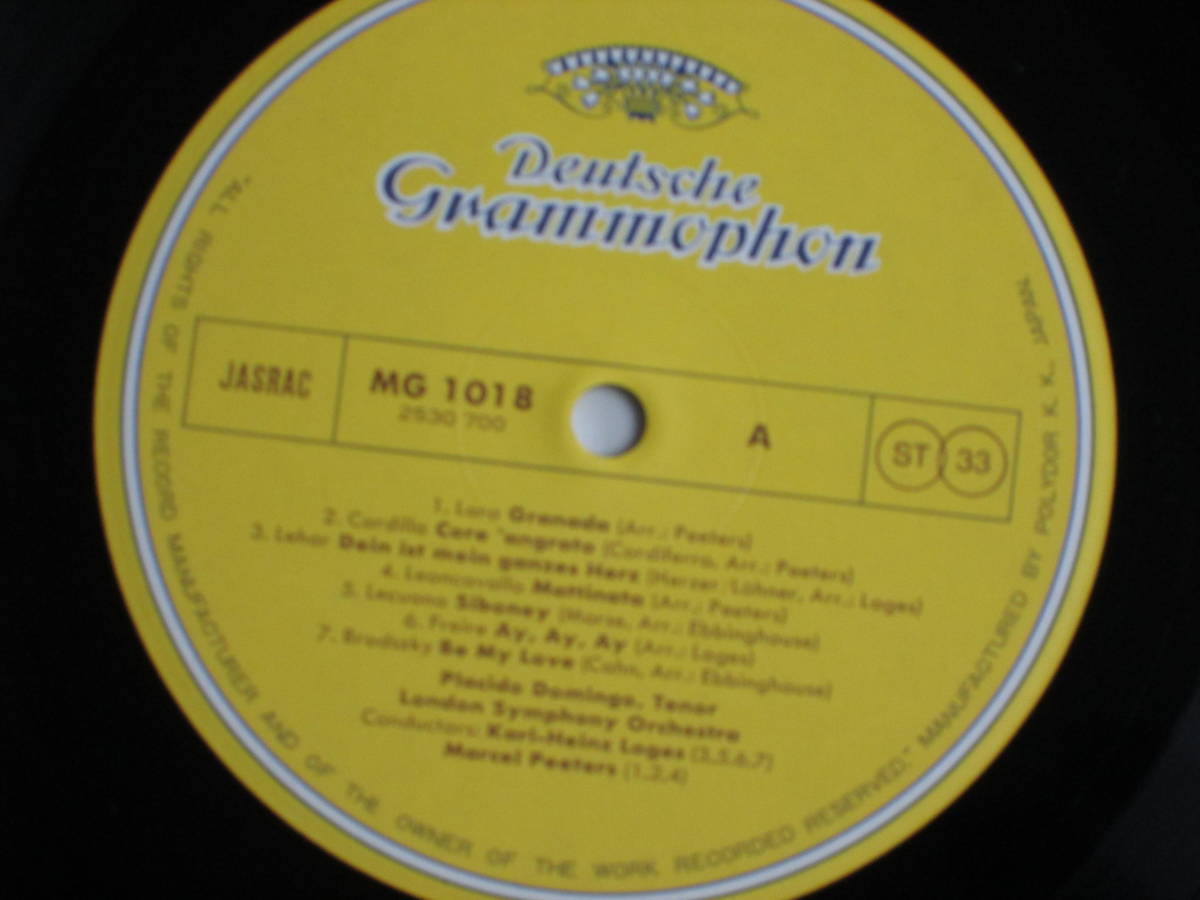 Deutsche
Grammophon
JASRAC
MG 1018
2530 700
A
ST 33
1. Lara Granada (Arr.: Peeters)
2. Cardillo Core 'ngrato (Cordiferro, Arr.: Peeters)
3. Lehár Dein ist mein ganzes Herz (Herzer/Löhner, Arr.: Loges)
4. Leoncavallo Mattinata (Arr.: Peeters)
5. Lecuona Siboney (Morse, Arr.: Ebbinghouse)
6. Freire Ay, Ay, Ay (Arr.: Loges)
7. Brodszky Be My Love (Cahn, Arr.: Ebbinghouse)
Placido Domingo, Tenor
London Symphony Orchestra
Conductors: Karl-Heinz Loges (3,5,6,7)
Marcel Peeters (1,2,4)
"ALL RIGHTS OF THE RECORD MANUFACTURER AND OF THE OWNER OF THE WORK RECORDED RESERVED." MANUFACTURED BY POLYDOR K. K., JAPAN